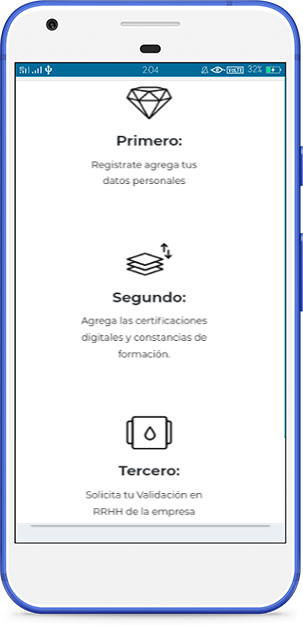 2:04
VoLTE 32%
Primero:
Registrate agrega tus
datos personales
Segundo:
Agrega las certificaciones
digitales y constancias de
formación.
Tercero:
Solicita tu Validación en
RRHH de la empresa